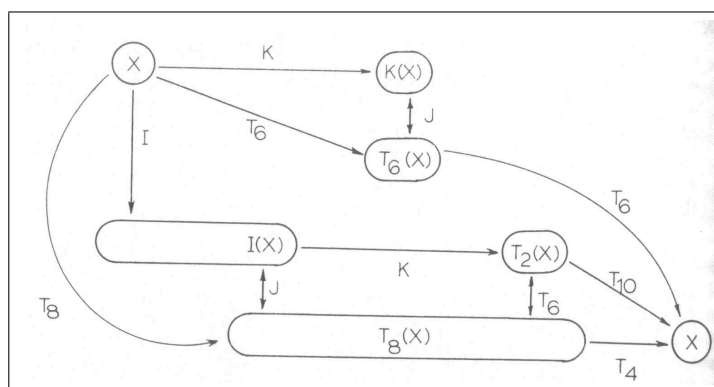 K
X
K(X)
J
I
T6
T6(X)
T6
I(X)
K
T2(X)
J
T6
T10
T8
T8(X)
X
T4